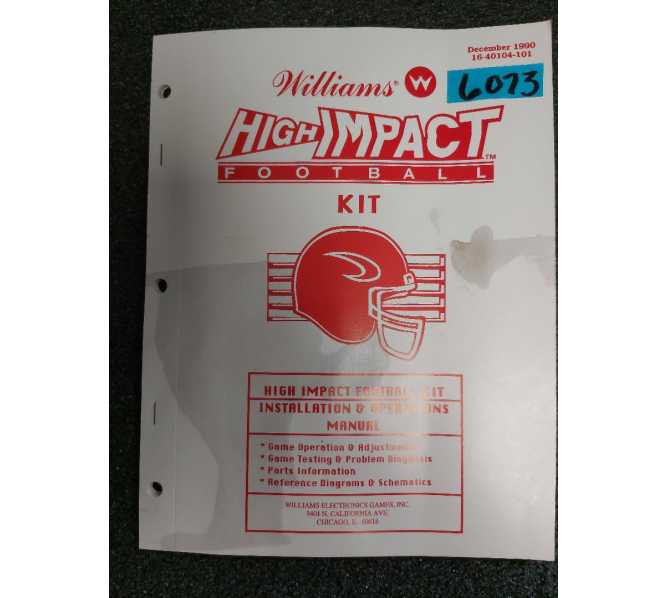 December 1990
16-40104-101
Williams®
6073
HIGH IMPACT™
FOOTBALL
KIT
HIGH IMPACT FOOTBALL KIT
INSTALLATION & OPERATIONS
MANUAL
* Game Operation & Adjustments
* Game Testing & Problem Diagnosis
* Parts Information
* Reference Diagrams & Schematics
WILLIAMS ELECTRONICS GAMES, INC.
3401 N. CALIFORNIA AVE.
CHICAGO, IL 60618